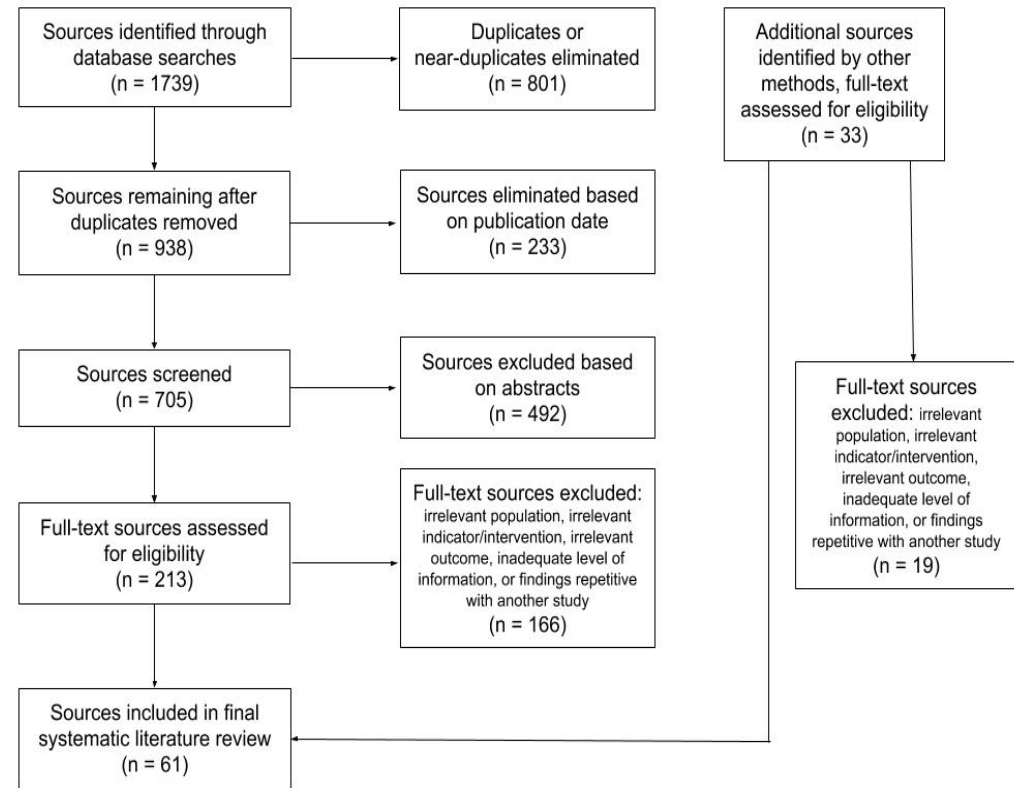 Sources identified through
database searches
(n = 1739)
Duplicates or
near-duplicates eliminated
(n = 801)
Additional sources
identified by other
methods, full-text
assessed for eligibility
(n = 33)
Sources remaining after
duplicates removed
(n = 938)
Sources eliminated based
on publication date
(n = 233)
Sources screened
(n = 705)
Sources excluded based
on abstracts
(n = 492)
Full-text sources
excluded: irrelevant
population, irrelevant
indicator/intervention,
irrelevant outcome,
inadequate level of
information, or findings
repetitive with another study
(n = 19)
Full-text sources assessed
for eligibility
(n = 213)
Full-text sources excluded:
irrelevant population, irrelevant
indicator/intervention, irrelevant
outcome, inadequate level of
information, or findings repetitive
with another study
(n = 166)
Sources included in final
systematic literature review
(n = 61)